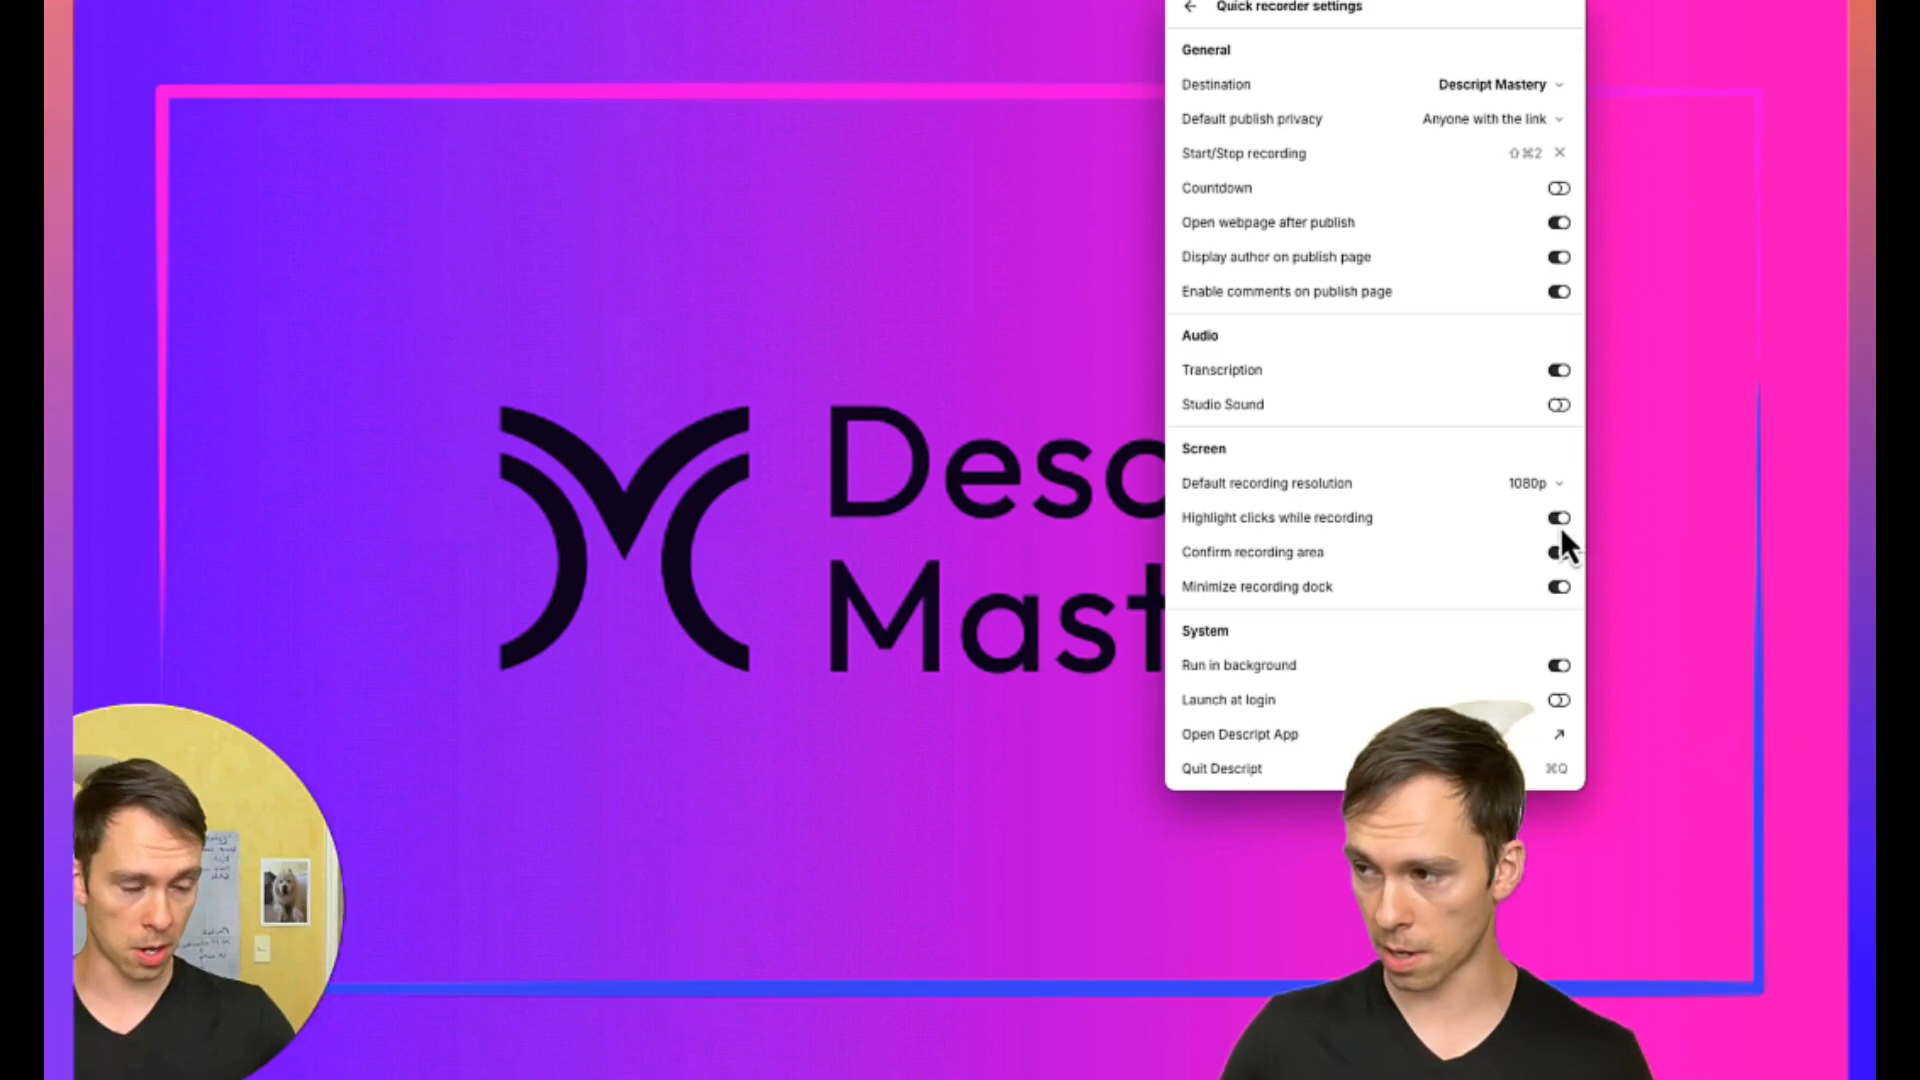 Quick recorder settings
General
Destination Descript Mastery
Default publish privacy Anyone with the link
Start/Stop recording ⇧⌘2
Countdown
Open webpage after publish
Display author on publish page
Enable comments on publish page
Audio
Transcription
Studio Sound
Screen
Default recording resolution 1080p
Highlight clicks while recording
Confirm recording area
Minimize recording dock
System
Run in background
Launch at login
Open Descript App
Quit Descript ⌘Q
Desc
Mast